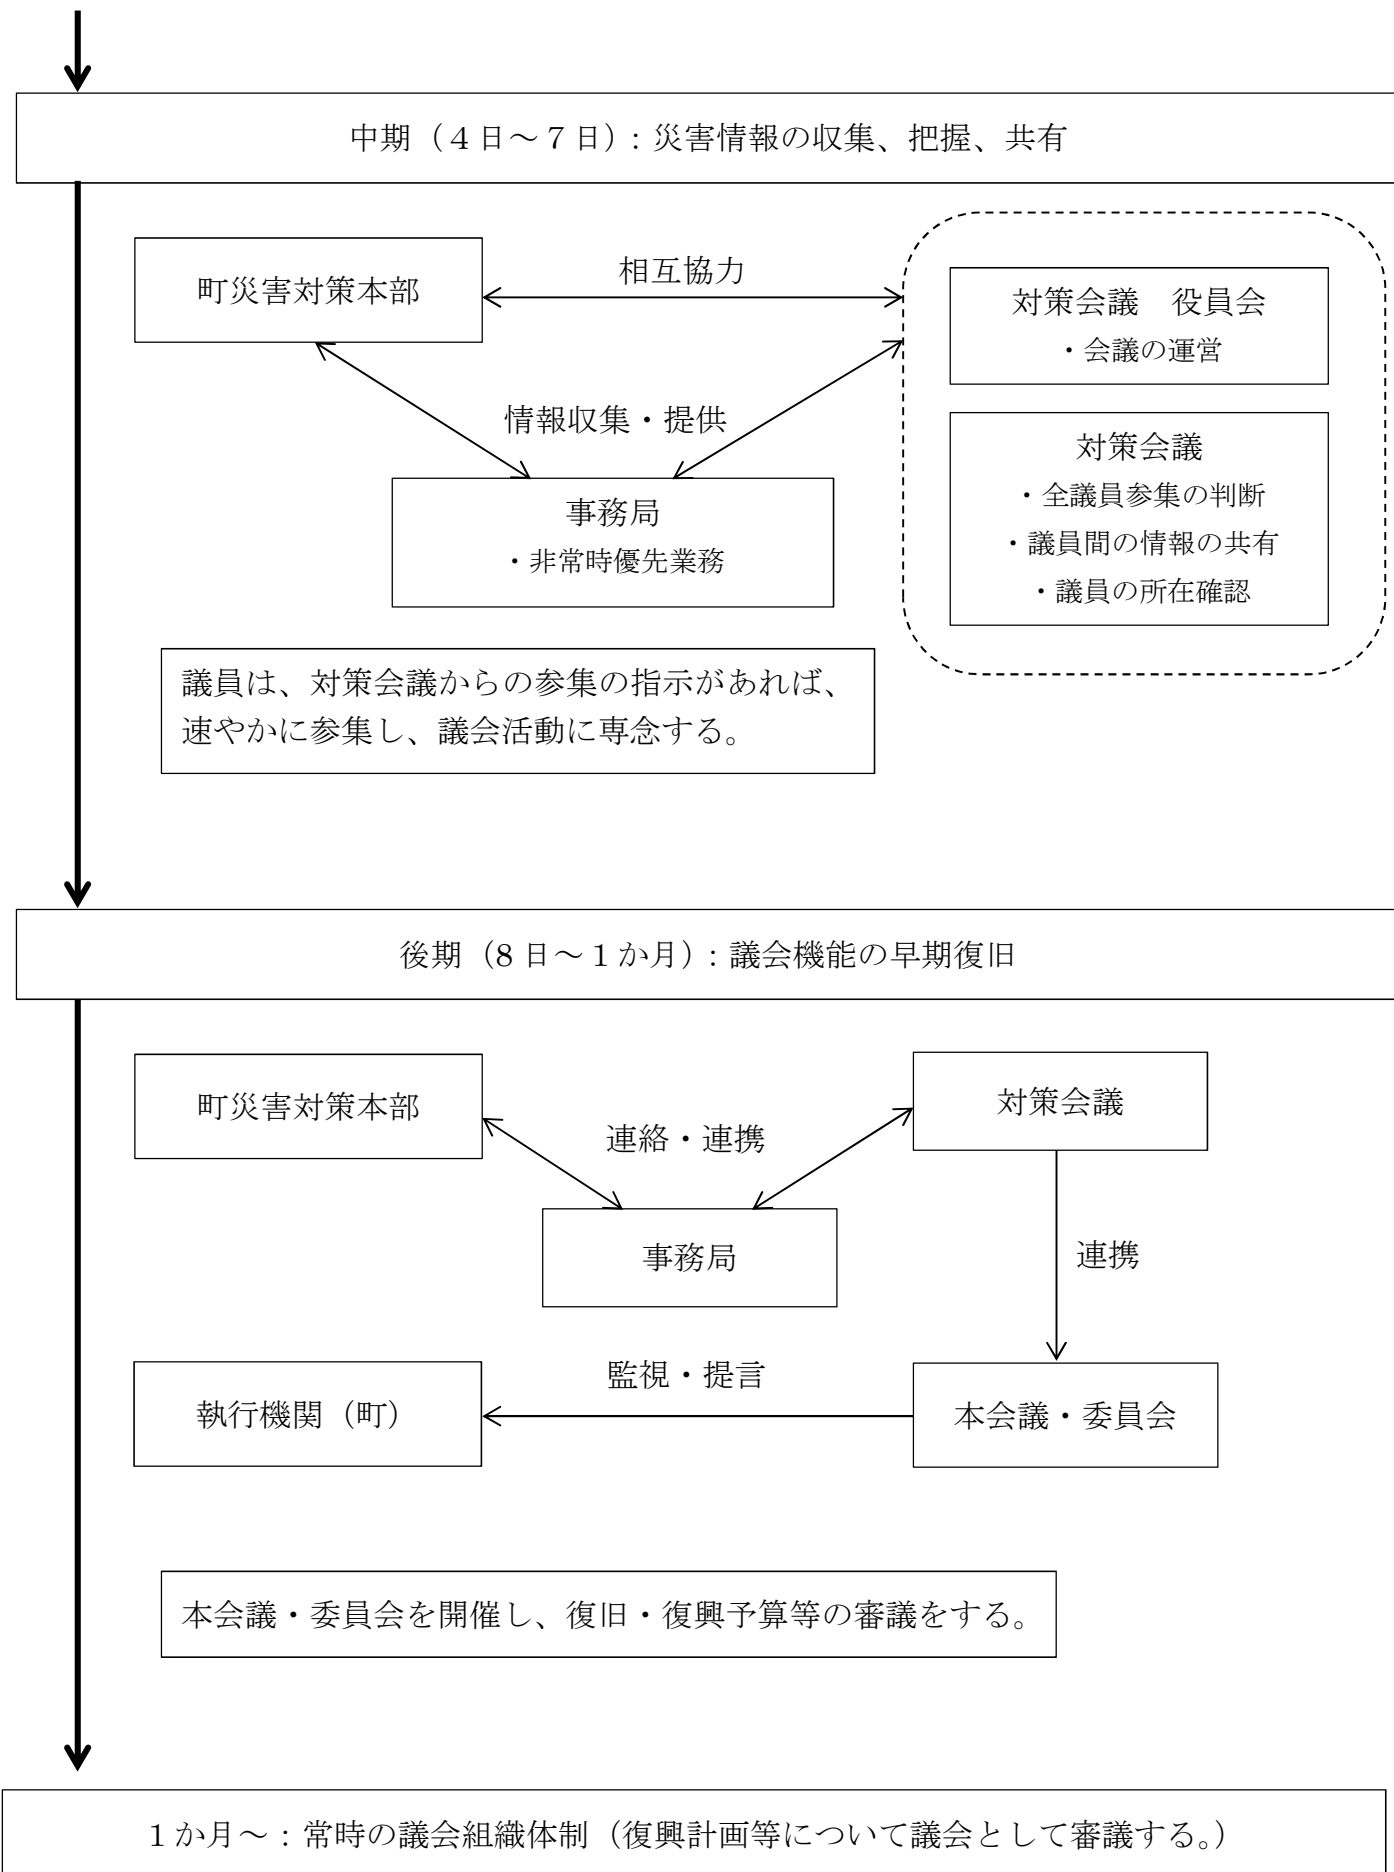 中期（４日～７日）：災害情報の収集、把握、共有
町災害対策本部
相互協力
対策会議　役員会
・会議の運営
情報収集・提供
対策会議
・全議員参集の判断
・議員間の情報の共有
・議員の所在確認
事務局
・非常時優先業務
議員は、対策会議からの参集の指示があれば、
速やかに参集し、議会活動に専念する。
後期（８日～１か月）：議会機能の早期復旧
町災害対策本部
対策会議
連絡・連携
事務局
連携
監視・提言
執行機関（町）
本会議・委員会
本会議・委員会を開催し、復旧・復興予算等の審議をする。
１か月～：常時の議会組織体制（復興計画等について議会として審議する。）